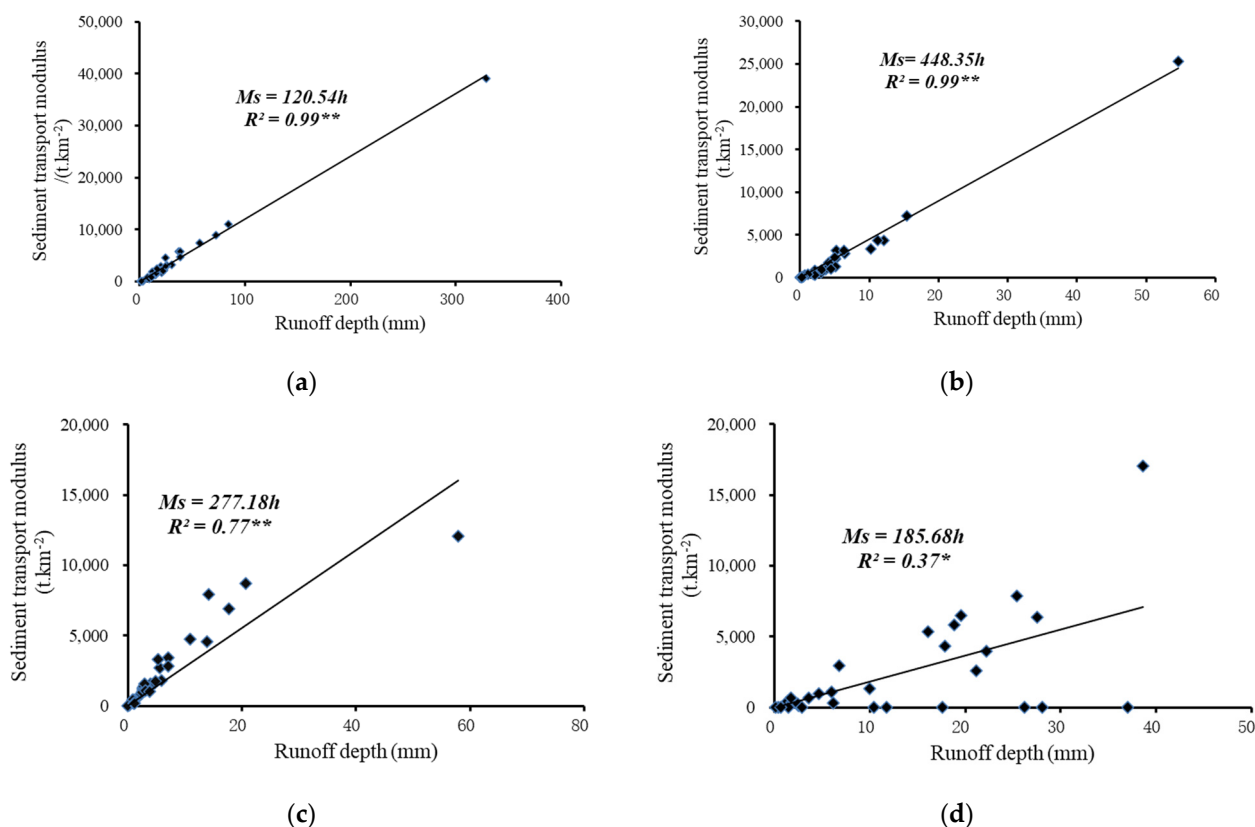 50,000
40,000
30,000
20,000
10,000
0
Sediment transport modulus
/(t.km⁻²)
Ms = 120.54h
R² = 0.99**
0 100 200 300 400
Runoff depth (mm)
(a)
30,000
25,000
20,000
15,000
10,000
5,000
0
Sediment transport modulus
(t.km⁻²)
Ms= 448.35h
R² = 0.99**
0 10 20 30 40 50 60
Runoff depth (mm)
(b)
20,000
15,000
10,000
5,000
0
Sediment transport modulus
(t.km⁻²)
Ms = 277.18h
R² = 0.77**
0 20 40 60 80
Runoff depth (mm)
(c)
20,000
15,000
10,000
5,000
0
Sediment transport modulus
(t.km⁻²)
Ms = 185.68h
R² = 0.37*
0 10 20 30 40 50
Runoff depth (mm)
(d)